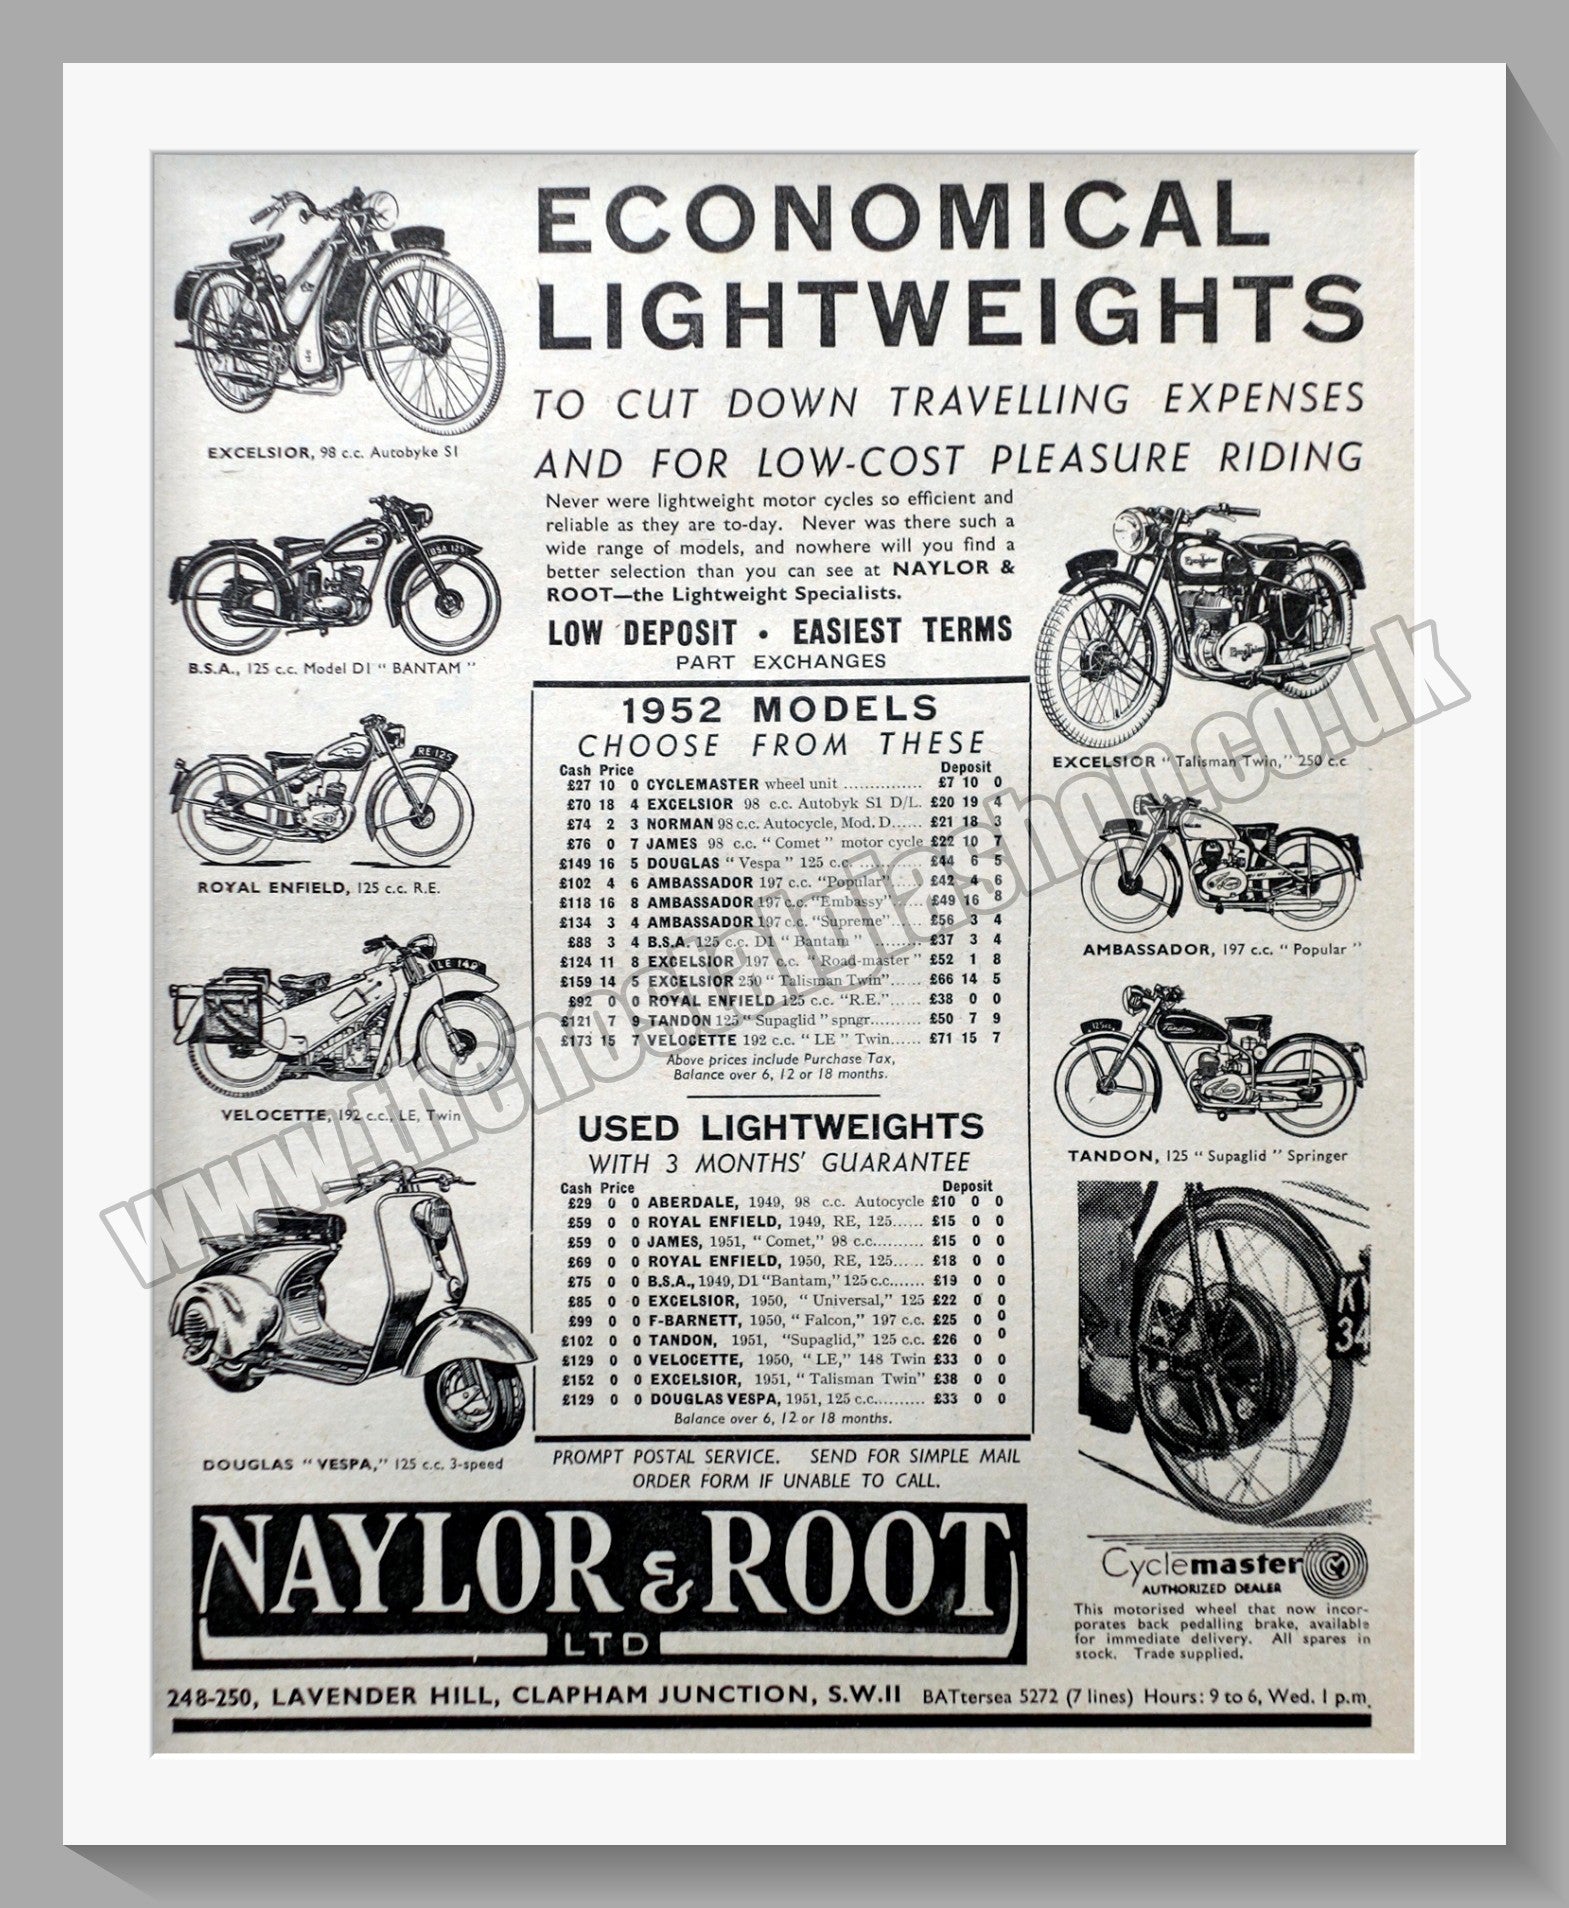 ECONOMICAL
LIGHTWEIGHTS
TO CUT DOWN TRAVELLING EXPENSES
AND FOR LOW-COST PLEASURE RIDING
EXCELSIOR, 98 c.c. Autobyke S1
Never were lightweight motor cycles so efficient and
reliable as they are to-day. Never was there such a
wide range of models, and nowhere will you find a
better selection than you can see at NAYLOR &
ROOT—the Lightweight Specialists.
LOW DEPOSIT • EASIEST TERMS
PART EXCHANGES
BSA 125
B.S.A., 125 c.c. Model D1 “ BANTAM ”
RE 125
ROYAL ENFIELD, 125 c.c. R.E.
LE 149
VELOCETTE, 192 c.c., LE, Twin
DOUGLAS “ VESPA,” 125 c.c. 3-speed
1952 MODELS
CHOOSE FROM THESE
Cash Price Deposit
£27 10 0 CYCLEMASTER wheel unit ................ £7 10 0
£70 18 4 EXCELSIOR 98 c.c. Autobyk S1 D/L. £20 19 4
£74 2 3 NORMAN 98 c.c. Autocycle, Mod. D...... £21 18 3
£76 0 7 JAMES 98 c.c. “ Comet ” motor cycle £22 10 7
£149 16 5 DOUGLAS “ Vespa ” 125 c.c. ............ £44 6 5
£102 4 6 AMBASSADOR 197 c.c. “Popular”...... £42 4 6
£118 16 8 AMBASSADOR 197 c.c. “Embassy”...... £49 16 8
£134 3 4 AMBASSADOR 197 c.c. “Supreme”...... £56 3 4
£88 3 4 B.S.A. 125 c.c. D1 “ Bantam ” ......... £37 3 4
£124 11 8 EXCELSIOR 197 c.c. “ Road-master ” £52 1 8
£159 14 5 EXCELSIOR 250 “ Talisman Twin”...... £66 14 5
£92 0 0 ROYAL ENFIELD 125 c.c. “R.E.”...... £38 0 0
£121 7 9 TANDON 125 “ Supaglid ” spngr.......... £50 7 9
£173 15 7 VELOCETTE 192 c.c. “ LE ” Twin...... £71 15 7
Above prices include Purchase Tax,
Balance over 6, 12 or 18 months.
USED LIGHTWEIGHTS
WITH 3 MONTHS’ GUARANTEE
Cash Price Deposit
£29 0 0 ABERDALE, 1949, 98 c.c. Autocycle £10 0 0
£59 0 0 ROYAL ENFIELD, 1949, RE, 125...... £15 0 0
£59 0 0 JAMES, 1951, “ Comet,” 98 c.c.......... £15 0 0
£69 0 0 ROYAL ENFIELD, 1950, RE, 125...... £18 0 0
£75 0 0 B.S.A., 1949, D1 “Bantam,” 125 c.c....... £19 0 0
£85 0 0 EXCELSIOR, 1950, “ Universal,” 125 £22 0 0
£99 0 0 F-BARNETT, 1950, “ Falcon,” 197 c.c. £25 0 0
£102 0 0 TANDON, 1951, “Supaglid,” 125 c.c. £26 0 0
£129 0 0 VELOCETTE, 1950, “ LE,” 148 Twin £33 0 0
£152 0 0 EXCELSIOR, 1951, “ Talisman Twin” £38 0 0
£129 0 0 DOUGLAS VESPA, 1951, 125 c.c.......... £33 0 0
Balance over 6, 12 or 18 months.
PROMPT POSTAL SERVICE. SEND FOR SIMPLE MAIL
ORDER FORM IF UNABLE TO CALL.
Excelsior
Excelsior
EXCELSIOR “ Talisman Twin,” 250 c.c
AMBASSADOR, 197 c.c. “ Popular ”
Tandon
TANDON, 125 “ Supaglid ” Springer
K
34
Cyclemaster
AUTHORIZED DEALER
This motorised wheel that now incor-
porates back pedalling brake, available
for immediate delivery. All spares in
stock. Trade supplied.
NAYLOR & ROOT
LTD
248-250, LAVENDER HILL, CLAPHAM JUNCTION, S.W.11 BATtersea 5272 (7 lines) Hours: 9 to 6, Wed. 1 p.m.
www.thenostalgiashop.co.uk